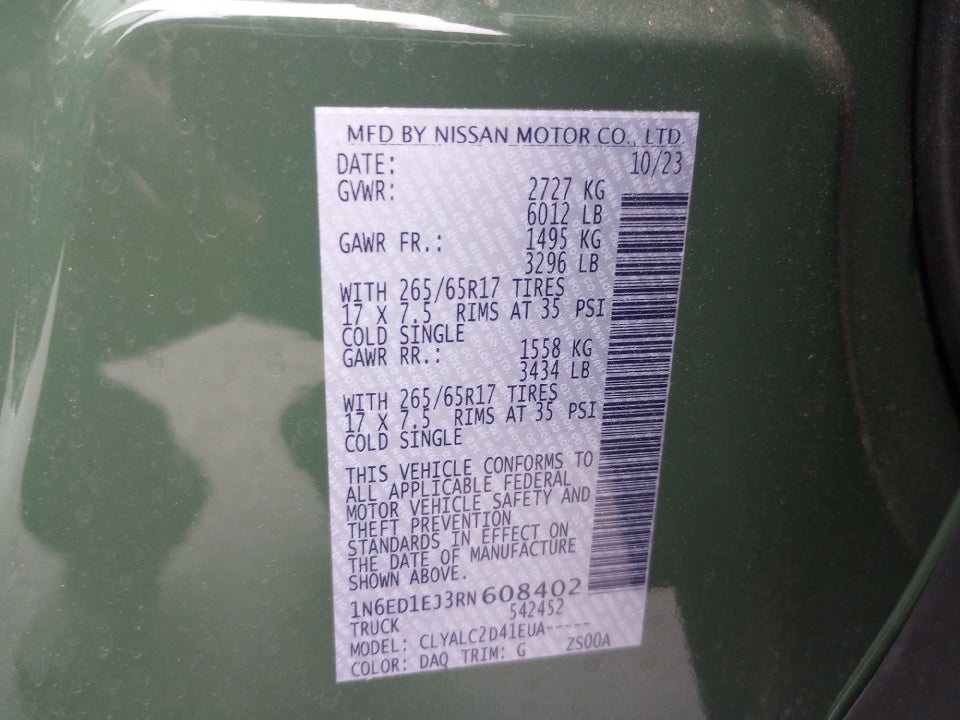 MFD BY NISSAN MOTOR CO., LTD.
DATE: 10/23
GVWR: 2727 KG
6012 LB
GAWR FR.: 1495 KG
3296 LB
WITH 265/65R17 TIRES
17 X 7.5 RIMS AT 35 PSI
COLD SINGLE
GAWR RR.: 1558 KG
3434 LB
WITH 265/65R17 TIRES
17 X 7.5 RIMS AT 35 PSI
COLD SINGLE
THIS VEHICLE CONFORMS TO
ALL APPLICABLE FEDERAL
MOTOR VEHICLE SAFETY AND
THEFT PREVENTION
STANDARDS IN EFFECT ON
THE DATE OF MANUFACTURE
SHOWN ABOVE.
1N6ED1EJ3RN608402
542452
TRUCK
MODEL: CLYALC2D41EUA-----
COLOR: DAQ TRIM: G ZS00A